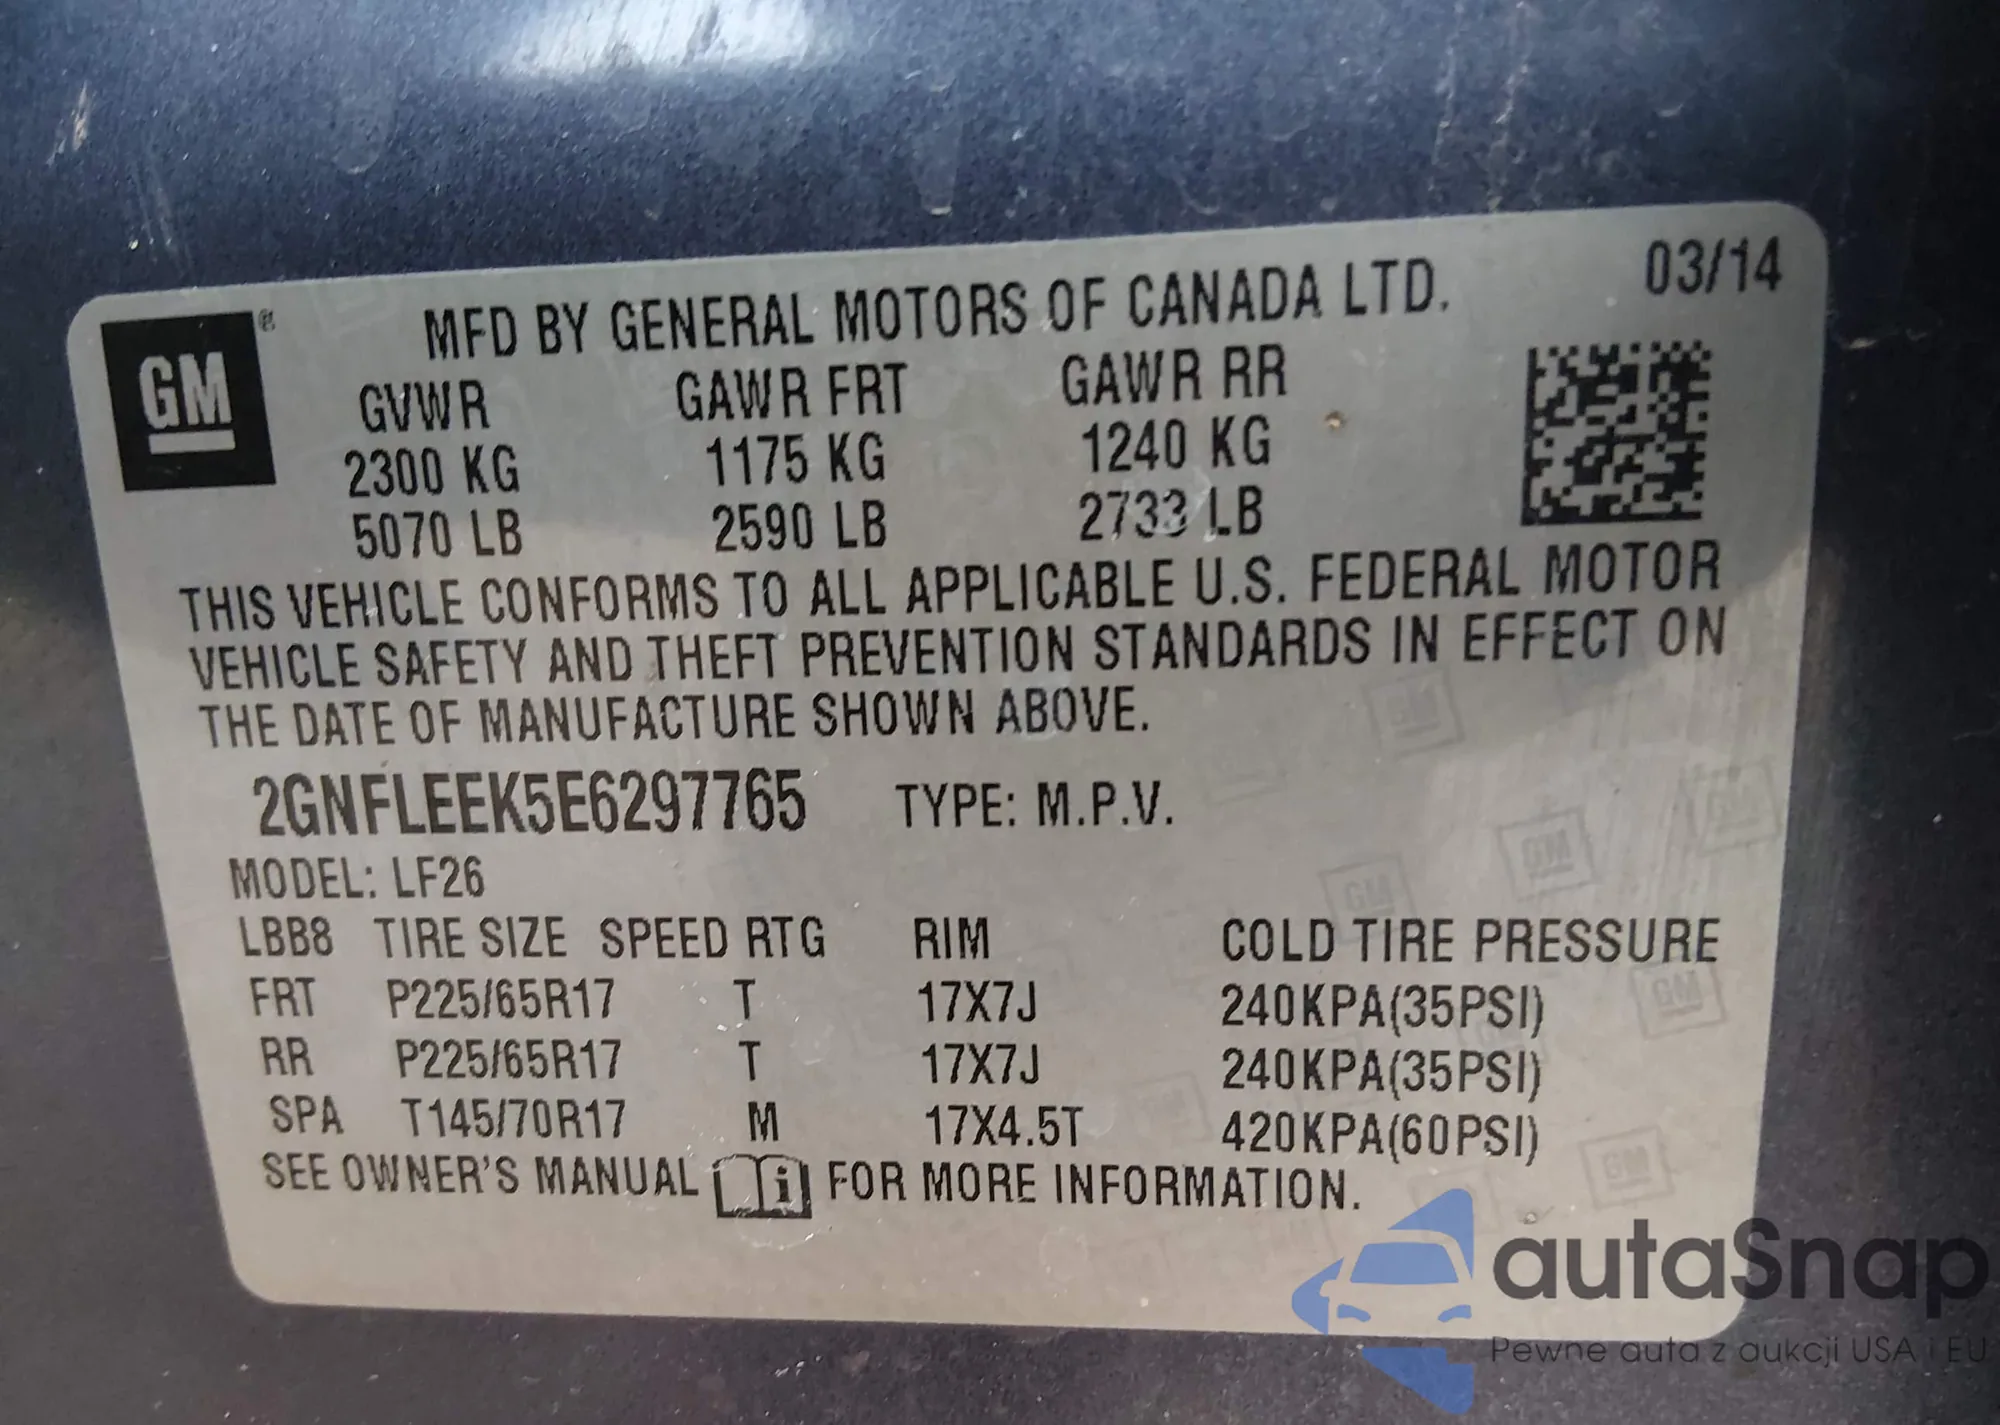 03/14
GM ®
MFD BY GENERAL MOTORS OF CANADA LTD.
GVWR GAWR FRT GAWR RR
2300 KG 1175 KG 1240 KG
5070 LB 2590 LB 2733 LB
THIS VEHICLE CONFORMS TO ALL APPLICABLE U.S. FEDERAL MOTOR
VEHICLE SAFETY AND THEFT PREVENTION STANDARDS IN EFFECT ON
THE DATE OF MANUFACTURE SHOWN ABOVE.
2GNFLEEK5E6297765 TYPE: M.P.V.
MODEL: LF26
LBB8 TIRE SIZE SPEED RTG RIM COLD TIRE PRESSURE
FRT P225/65R17 T 17X7J 240KPA(35PSI)
RR P225/65R17 T 17X7J 240KPA(35PSI)
SPA T145/70R17 M 17X4.5T 420KPA(60PSI)
SEE OWNER'S MANUAL i FOR MORE INFORMATION.
autaSnap
Pewne auta z aukcji USA i EU